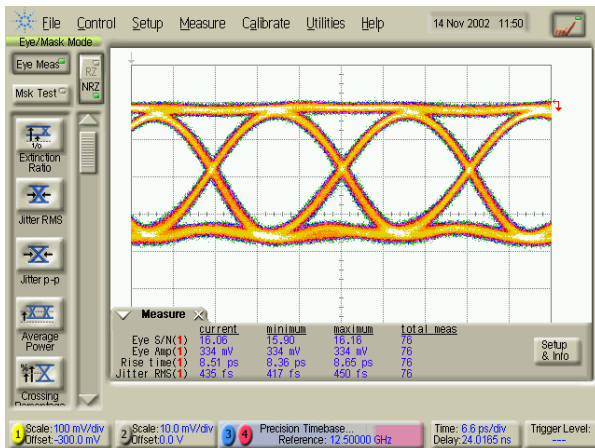 File Control Setup Measure Calibrate Utilities Help 14 Nov 2002 11:50
Eye/Mask Mode
Eye Meas
RZ
Msk Test
NRZ
1/0
Extinction
Ratio
Jitter RMS
Jitter p-p
Average
Power
Crossing
Percentage
Measure
current minimum maximum total meas
Eye S/N(1) 16.06 15.90 16.16 76
Eye Amp(1) 334 mV 334 mV 334 mV 76
Rise time(1) 8.51 ps 8.36 ps 8.65 ps 76
Jitter RMS(1) 435 fs 417 fs 450 fs 76
Setup
& Info
1 Scale:100 mV/div
Offset:-300.0 mV
2 Scale:10.0 mV/div
Offset:0.0 V
3 4 Precision Timebase...
Reference: 12.50000 GHz
Time:6.6 ps/div
Delay:24.0165 ns
Trigger Level:
---